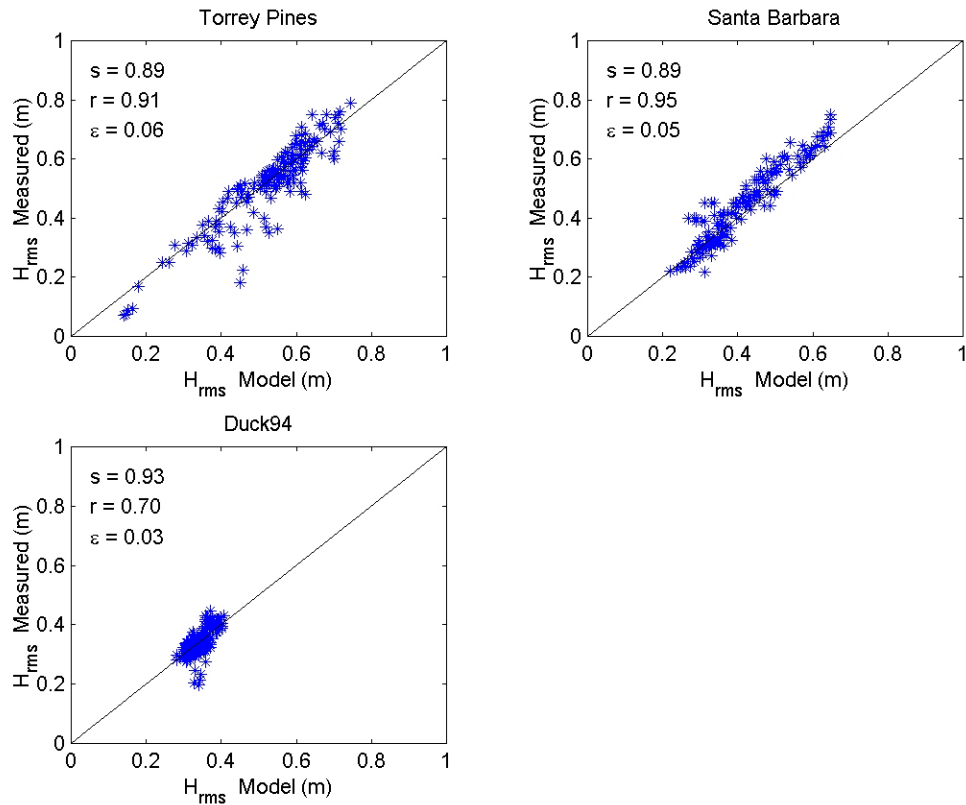 Torrey Pines
s = 0.89
r = 0.91
ε = 0.06
1
0.8
0.6
0.4
0.2
0
H_rms Measured (m)
0 0.2 0.4 0.6 0.8 1
H_rms Model (m)
Santa Barbara
s = 0.89
r = 0.95
ε = 0.05
1
0.8
0.6
0.4
0.2
0
H_rms Measured (m)
0 0.2 0.4 0.6 0.8 1
H_rms Model (m)
Duck94
s = 0.93
r = 0.70
ε = 0.03
1
0.8
0.6
0.4
0.2
0
H_rms Measured (m)
0 0.2 0.4 0.6 0.8 1
H_rms Model (m)